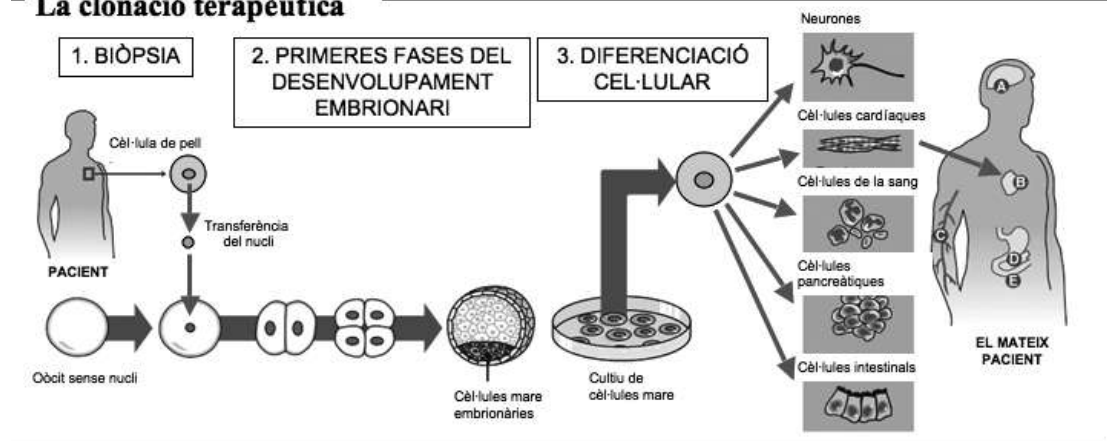 La clonació terapèutica
1. BIÒPSIA
2. PRIMERES FASES DEL
DESENVOLUPAMENT
EMBRIONARI
3. DIFERENCIACIÓ
CEL·LULAR
Cèl·lula de pell
Transferència
del nucli
PACIENT
Oòcit sense nucli
Cèl·lules mare
embrionàries
Cultiu de
cèl·lules mare
Neurones
Cèl·lules cardíaques
Cèl·lules de la sang
Cèl·lules
pancreàtiques
Cèl·lules intestinals
A
B
C
D
E
EL MATEIX
PACIENT